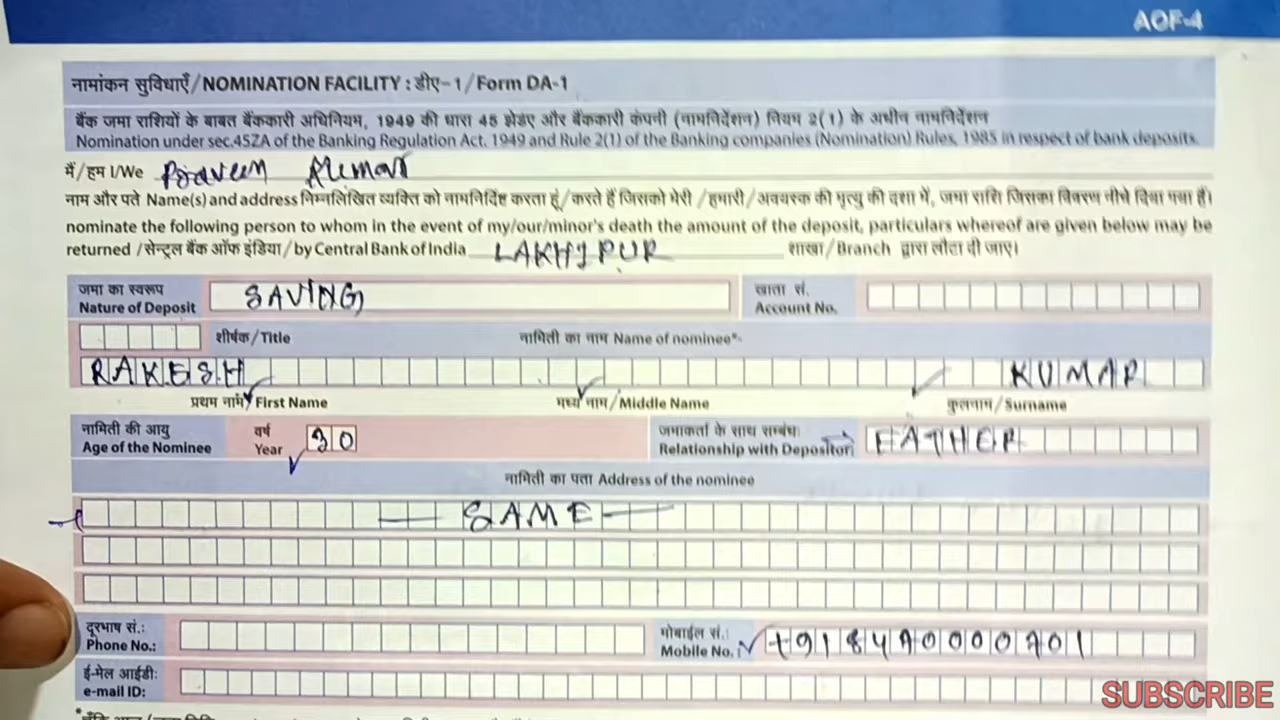 AOF-4
नामांकन सुविधाएँ/NOMINATION FACILITY : डीए-1/Form DA-1
बैंक जमा राशियों के बाबत बैंककारी अधिनियम, 1949 की धारा 45 झेडए और बैंककारी कंपनी (नामनिर्देशन) नियम 2(1) के अधीन नामनिर्देशन
Nomination under sec.45ZA of the Banking Regulation Act, 1949 and Rule 2(1) of the Banking companies (Nomination) Rules, 1985 in respect of bank deposits.
मैं/हम I/We Praveen Kumar
नाम और पते Name(s) and address निम्नलिखित व्यक्ति को नामनिर्दिष्ट करता हूं/करते हैं जिसको मेरी/हमारी/अवयस्क की मृत्यु की दशा में, जमा राशि जिसका विवरण नीचे दिया गया है।
nominate the following person to whom in the event of my/our/minor's death the amount of the deposit, particulars whereof are given below may be
returned/सेन्ट्रल बैंक ऑफ इंडिया/by Central Bank of India LAKHIPUR शाखा/Branch द्वारा लौटा दी जाए।
जमा का स्वरूप खाता सं.
Nature of Deposit SAVING Account No.
शीर्षक/Title नामिती का नाम Name of nominee*
RAKESH KUMAR
प्रथम नाम/First Name मध्य नाम/Middle Name कुलनाम/Surname
नामिती की आयु वर्ष जमाकर्ता के साथ सम्बंध:
Age of the Nominee Year 30 Relationship with Depositor: FATHER
नामिती का पता Address of the nominee
SAME
दूरभाष सं.: मोबाईल सं.:
Phone No.: Mobile No.
ई-मेल आईडी:
e-mail ID:
SUBSCRIBE